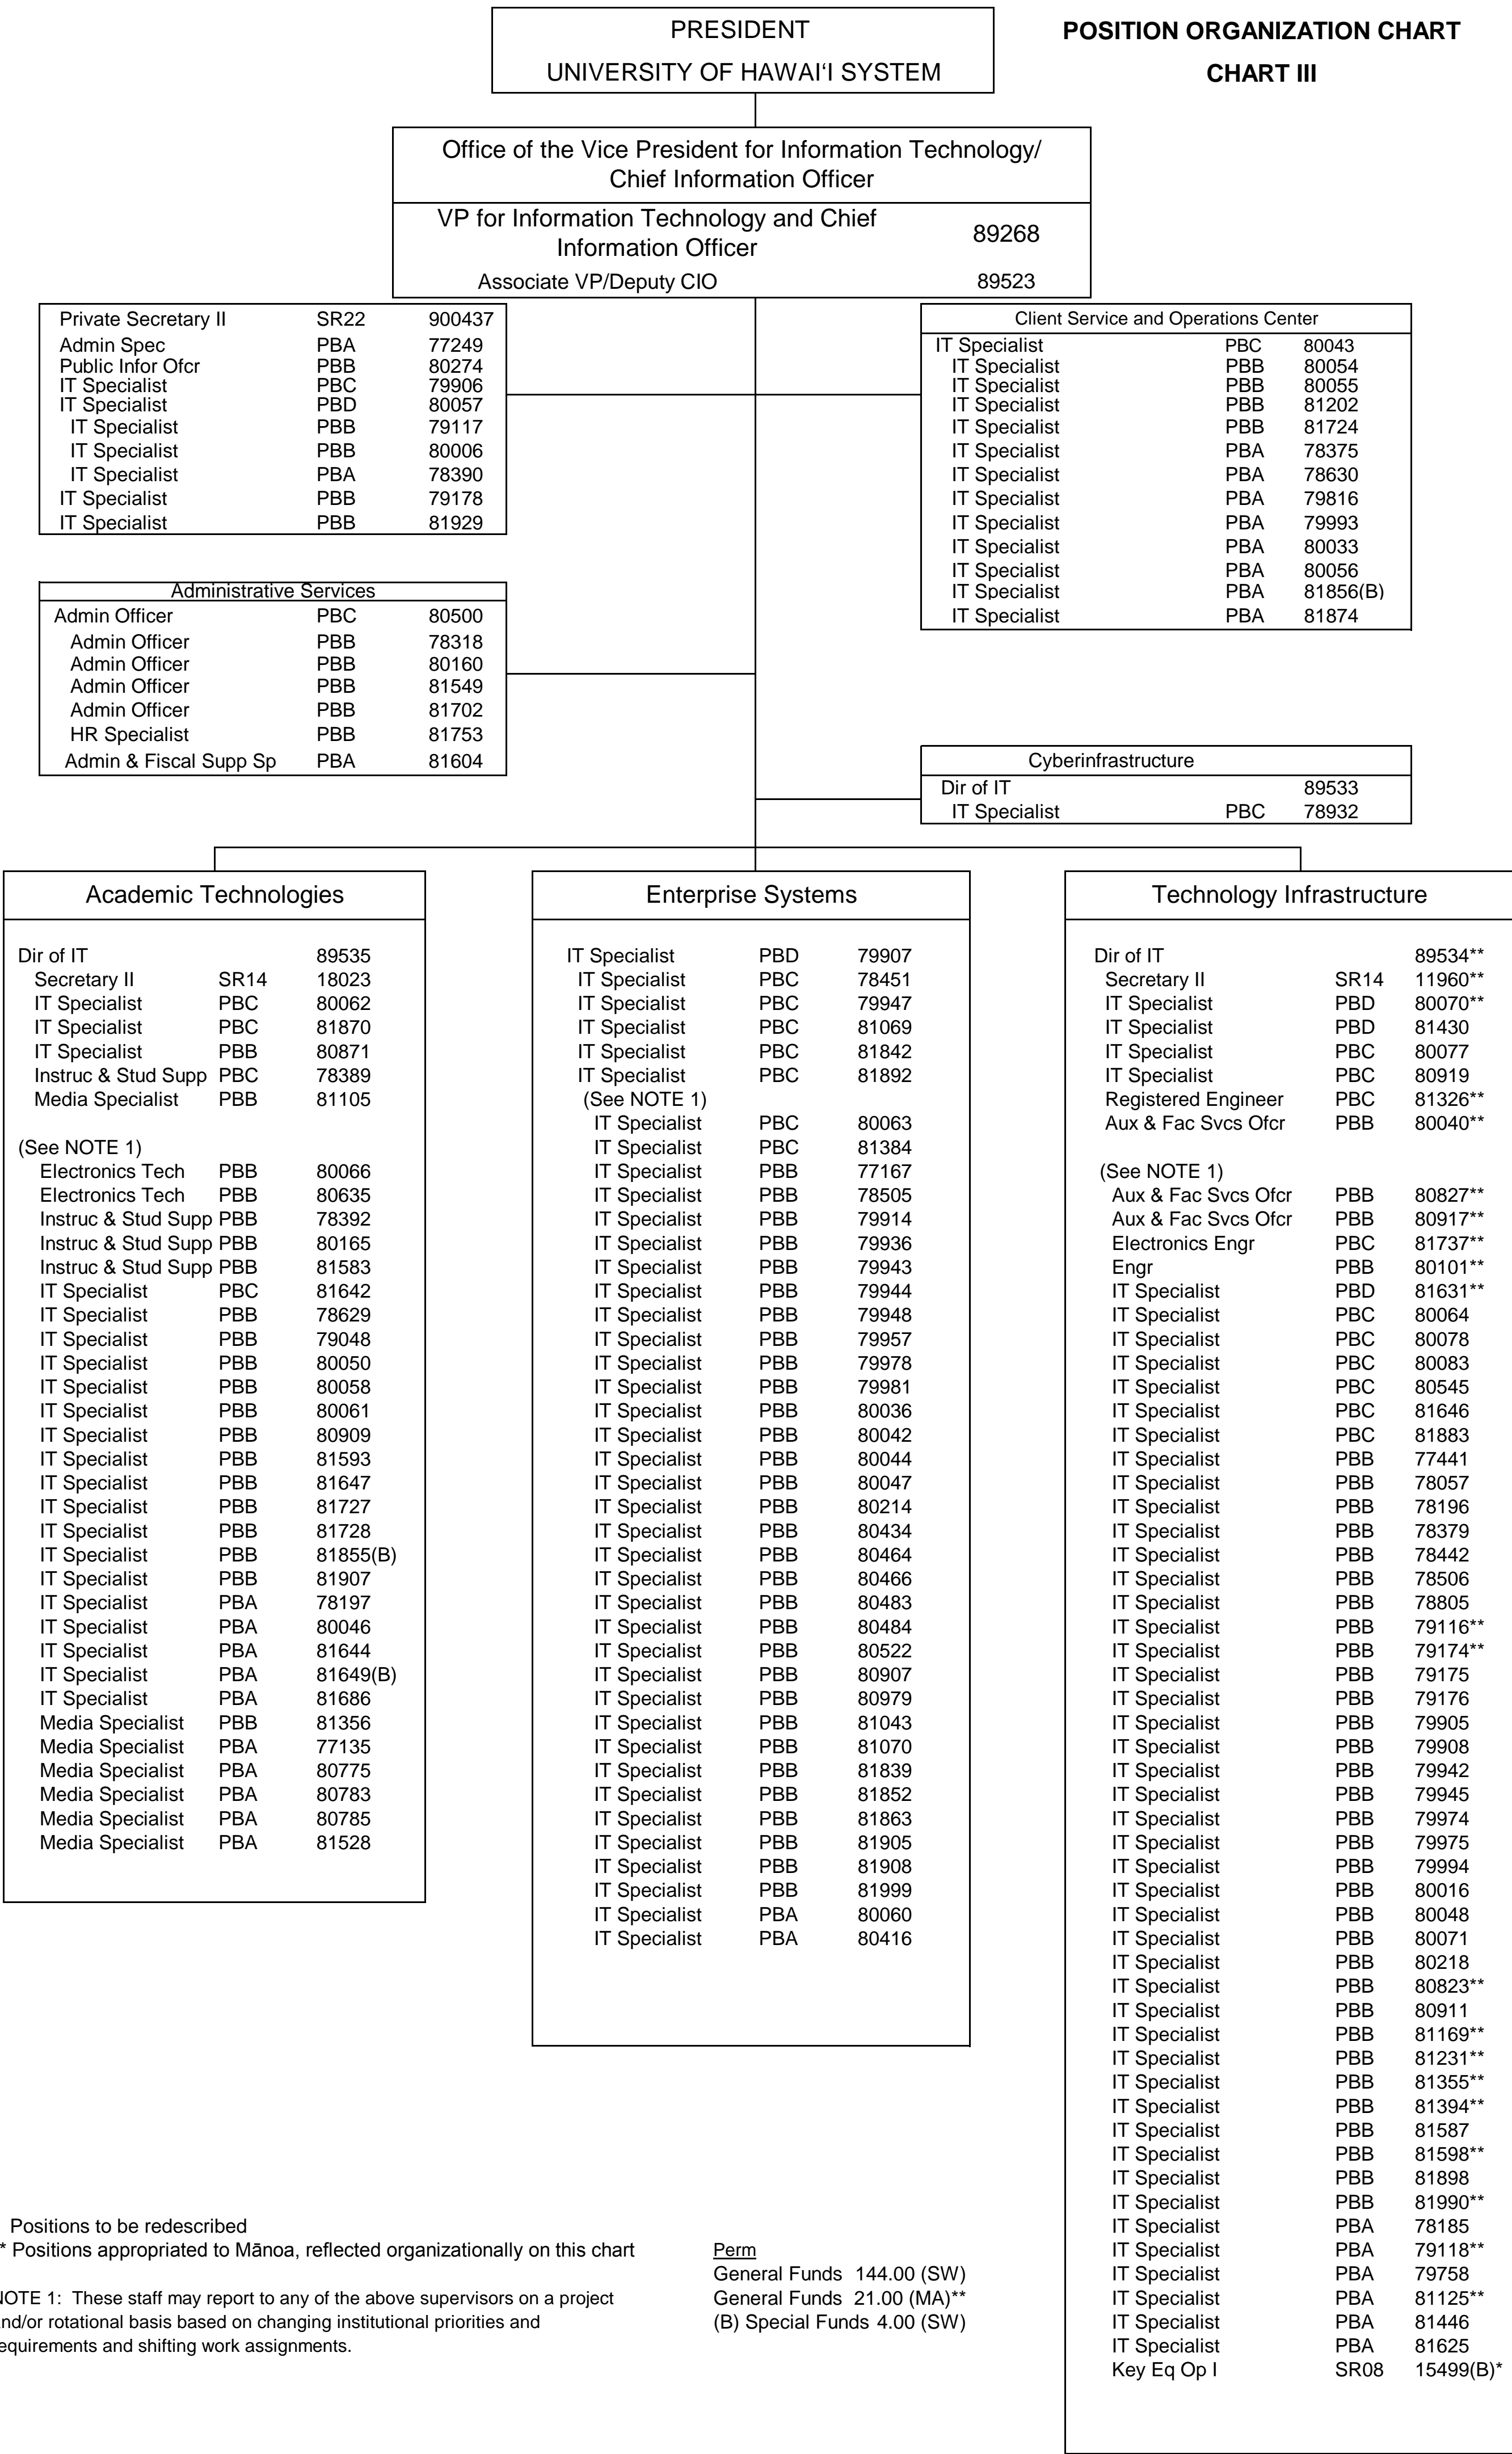 PRESIDENT
UNIVERSITY OF HAWAI‘I SYSTEM
POSITION ORGANIZATION CHART
CHART III
Office of the Vice President for Information Technology/
Chief Information Officer
VP for Information Technology and Chief
Information Officer 89268
Associate VP/Deputy CIO 89523
Private Secretary II SR22 900437
Admin Spec PBA 77249
Public Infor Ofcr PBB 80274
IT Specialist PBC 79906
IT Specialist PBD 80057
IT Specialist PBB 79117
IT Specialist PBB 80006
IT Specialist PBA 78390
IT Specialist PBB 79178
IT Specialist PBB 81929
Client Service and Operations Center
IT Specialist PBC 80043
IT Specialist PBB 80054
IT Specialist PBB 80055
IT Specialist PBB 81202
IT Specialist PBB 81724
IT Specialist PBA 78375
IT Specialist PBA 78630
IT Specialist PBA 79816
IT Specialist PBA 79993
IT Specialist PBA 80033
IT Specialist PBA 80056
IT Specialist PBA 81856(B)
IT Specialist PBA 81874
Administrative Services
Admin Officer PBC 80500
Admin Officer PBB 78318
Admin Officer PBB 80160
Admin Officer PBB 81549
Admin Officer PBB 81702
HR Specialist PBB 81753
Admin & Fiscal Supp Sp PBA 81604
Cyberinfrastructure
Dir of IT 89533
IT Specialist PBC 78932
Academic Technologies
Dir of IT 89535
Secretary II SR14 18023
IT Specialist PBC 80062
IT Specialist PBC 81870
IT Specialist PBB 80871
Instruc & Stud Supp PBC 78389
Media Specialist PBB 81105
(See NOTE 1)
Electronics Tech PBB 80066
Electronics Tech PBB 80635
Instruc & Stud Supp PBB 78392
Instruc & Stud Supp PBB 80165
Instruc & Stud Supp PBB 81583
IT Specialist PBC 81642
IT Specialist PBB 78629
IT Specialist PBB 79048
IT Specialist PBB 80050
IT Specialist PBB 80058
IT Specialist PBB 80061
IT Specialist PBB 80909
IT Specialist PBB 81593
IT Specialist PBB 81647
IT Specialist PBB 81727
IT Specialist PBB 81728
IT Specialist PBB 81855(B)
IT Specialist PBB 81907
IT Specialist PBA 78197
IT Specialist PBA 80046
IT Specialist PBA 81644
IT Specialist PBA 81649(B)
IT Specialist PBA 81686
Media Specialist PBB 81356
Media Specialist PBA 77135
Media Specialist PBA 80775
Media Specialist PBA 80783
Media Specialist PBA 80785
Media Specialist PBA 81528
Enterprise Systems
IT Specialist PBD 79907
IT Specialist PBC 78451
IT Specialist PBC 79947
IT Specialist PBC 81069
IT Specialist PBC 81842
IT Specialist PBC 81892
(See NOTE 1)
IT Specialist PBC 80063
IT Specialist PBC 81384
IT Specialist PBB 77167
IT Specialist PBB 78505
IT Specialist PBB 79914
IT Specialist PBB 79936
IT Specialist PBB 79943
IT Specialist PBB 79944
IT Specialist PBB 79948
IT Specialist PBB 79957
IT Specialist PBB 79978
IT Specialist PBB 79981
IT Specialist PBB 80036
IT Specialist PBB 80042
IT Specialist PBB 80044
IT Specialist PBB 80047
IT Specialist PBB 80214
IT Specialist PBB 80434
IT Specialist PBB 80464
IT Specialist PBB 80466
IT Specialist PBB 80483
IT Specialist PBB 80484
IT Specialist PBB 80522
IT Specialist PBB 80907
IT Specialist PBB 80979
IT Specialist PBB 81043
IT Specialist PBB 81070
IT Specialist PBB 81839
IT Specialist PBB 81852
IT Specialist PBB 81863
IT Specialist PBB 81905
IT Specialist PBB 81908
IT Specialist PBB 81999
IT Specialist PBA 80060
IT Specialist PBA 80416
Technology Infrastructure
Dir of IT 89534**
Secretary II SR14 11960**
IT Specialist PBD 80070**
IT Specialist PBD 81430
IT Specialist PBC 80077
IT Specialist PBC 80919
Registered Engineer PBC 81326**
Aux & Fac Svcs Ofcr PBB 80040**
(See NOTE 1)
Aux & Fac Svcs Ofcr PBB 80827**
Aux & Fac Svcs Ofcr PBB 80917**
Electronics Engr PBC 81737**
Engr PBB 80101**
IT Specialist PBD 81631**
IT Specialist PBC 80064
IT Specialist PBC 80078
IT Specialist PBC 80083
IT Specialist PBC 80545
IT Specialist PBC 81646
IT Specialist PBC 81883
IT Specialist PBB 77441
IT Specialist PBB 78057
IT Specialist PBB 78196
IT Specialist PBB 78379
IT Specialist PBB 78442
IT Specialist PBB 78506
IT Specialist PBB 78805
IT Specialist PBB 79116**
IT Specialist PBB 79174**
IT Specialist PBB 79175
IT Specialist PBB 79176
IT Specialist PBB 79905
IT Specialist PBB 79908
IT Specialist PBB 79942
IT Specialist PBB 79945
IT Specialist PBB 79974
IT Specialist PBB 79975
IT Specialist PBB 79994
IT Specialist PBB 80016
IT Specialist PBB 80048
IT Specialist PBB 80071
IT Specialist PBB 80218
IT Specialist PBB 80823**
IT Specialist PBB 80911
IT Specialist PBB 81169**
IT Specialist PBB 81231**
IT Specialist PBB 81355**
IT Specialist PBB 81394**
IT Specialist PBB 81587
IT Specialist PBB 81598**
IT Specialist PBB 81898
IT Specialist PBB 81990**
IT Specialist PBA 78185
IT Specialist PBA 79118**
IT Specialist PBA 79758
IT Specialist PBA 81125**
IT Specialist PBA 81446
IT Specialist PBA 81625
Key Eq Op I SR08 15499(B)*
Positions to be redescribed
* Positions appropriated to Mānoa, reflected organizationally on this chart
NOTE 1: These staff may report to any of the above supervisors on a project
and/or rotational basis based on changing institutional priorities and
requirements and shifting work assignments.
Perm
General Funds 144.00 (SW)
General Funds 21.00 (MA)**
(B) Special Funds 4.00 (SW)